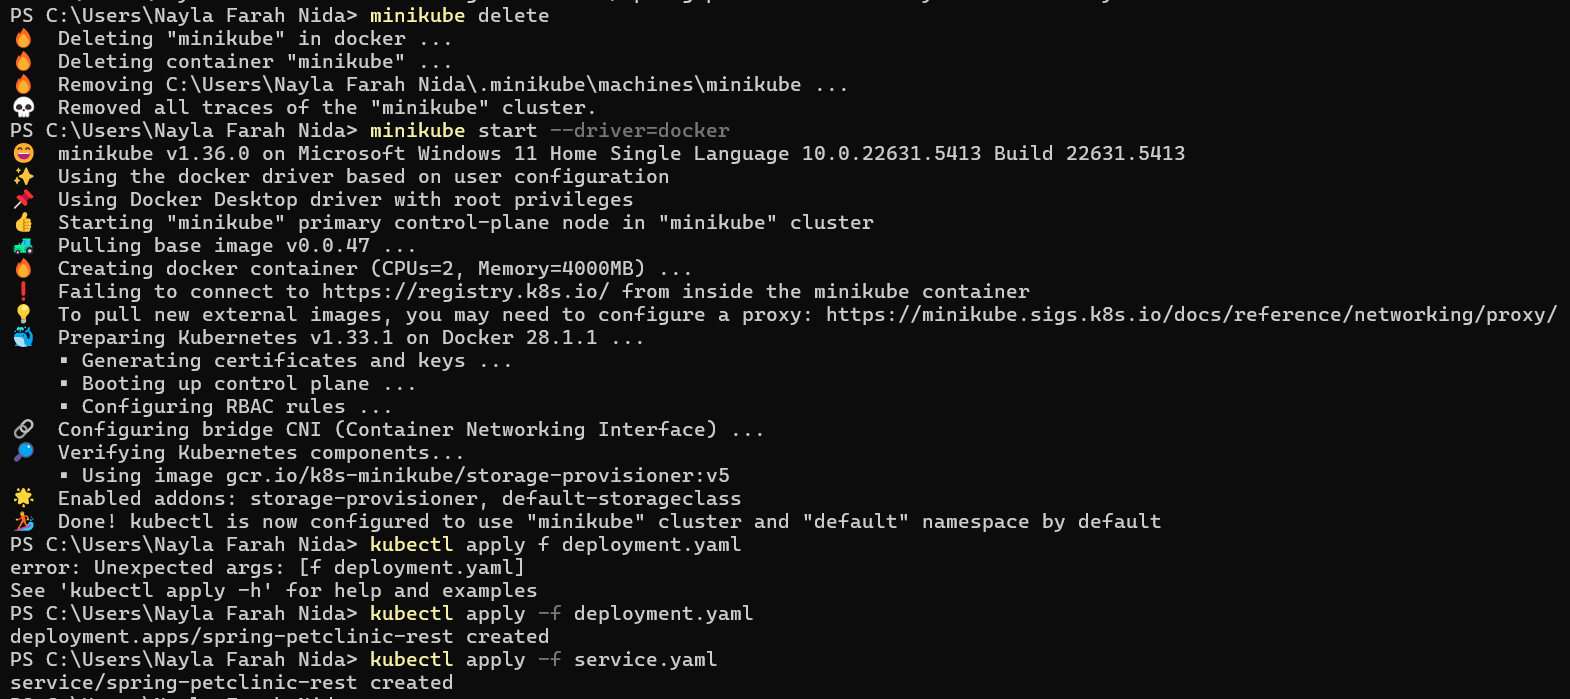 PS C:\Users\Nayla Farah Nida> minikube delete
🔥  Deleting "minikube" in docker ...
🔥  Deleting container "minikube" ...
🔥  Removing C:\Users\Nayla Farah Nida\.minikube\machines\minikube ...
💀  Removed all traces of the "minikube" cluster.
PS C:\Users\Nayla Farah Nida> minikube start --driver=docker
😄  minikube v1.36.0 on Microsoft Windows 11 Home Single Language 10.0.22631.5413 Build 22631.5413
✨  Using the docker driver based on user configuration
📌  Using Docker Desktop driver with root privileges
👍  Starting "minikube" primary control-plane node in "minikube" cluster
🚜  Pulling base image v0.0.47 ...
🔥  Creating docker container (CPUs=2, Memory=4000MB) ...
❗  Failing to connect to https://registry.k8s.io/ from inside the minikube container
💡  To pull new external images, you may need to configure a proxy: https://minikube.sigs.k8s.io/docs/reference/networking/proxy/
🐳  Preparing Kubernetes v1.33.1 on Docker 28.1.1 ...
▪ Generating certificates and keys ...
▪ Booting up control plane ...
▪ Configuring RBAC rules ...
🔗  Configuring bridge CNI (Container Networking Interface) ...
🔎  Verifying Kubernetes components...
▪ Using image gcr.io/k8s-minikube/storage-provisioner:v5
🌟  Enabled addons: storage-provisioner, default-storageclass
🏄  Done! kubectl is now configured to use "minikube" cluster and "default" namespace by default
PS C:\Users\Nayla Farah Nida> kubectl apply f deployment.yaml
error: Unexpected args: [f deployment.yaml]
See 'kubectl apply -h' for help and examples
PS C:\Users\Nayla Farah Nida> kubectl apply -f deployment.yaml
deployment.apps/spring-petclinic-rest created
PS C:\Users\Nayla Farah Nida> kubectl apply -f service.yaml
service/spring-petclinic-rest created